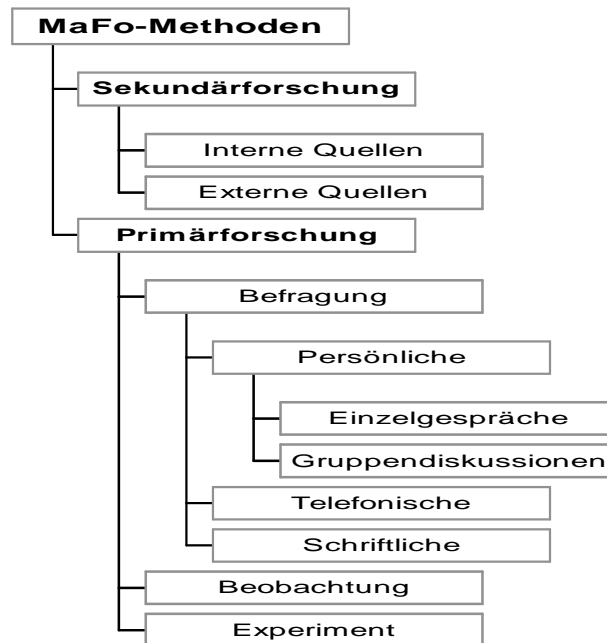 MaFo-Methoden
Sekundärforschung
Interne Quellen
Externe Quellen
Primärforschung
Befragung
Persönliche
Einzelgespräche
Gruppendiskussionen
Telefonische
Schriftliche
Beobachtung
Experiment